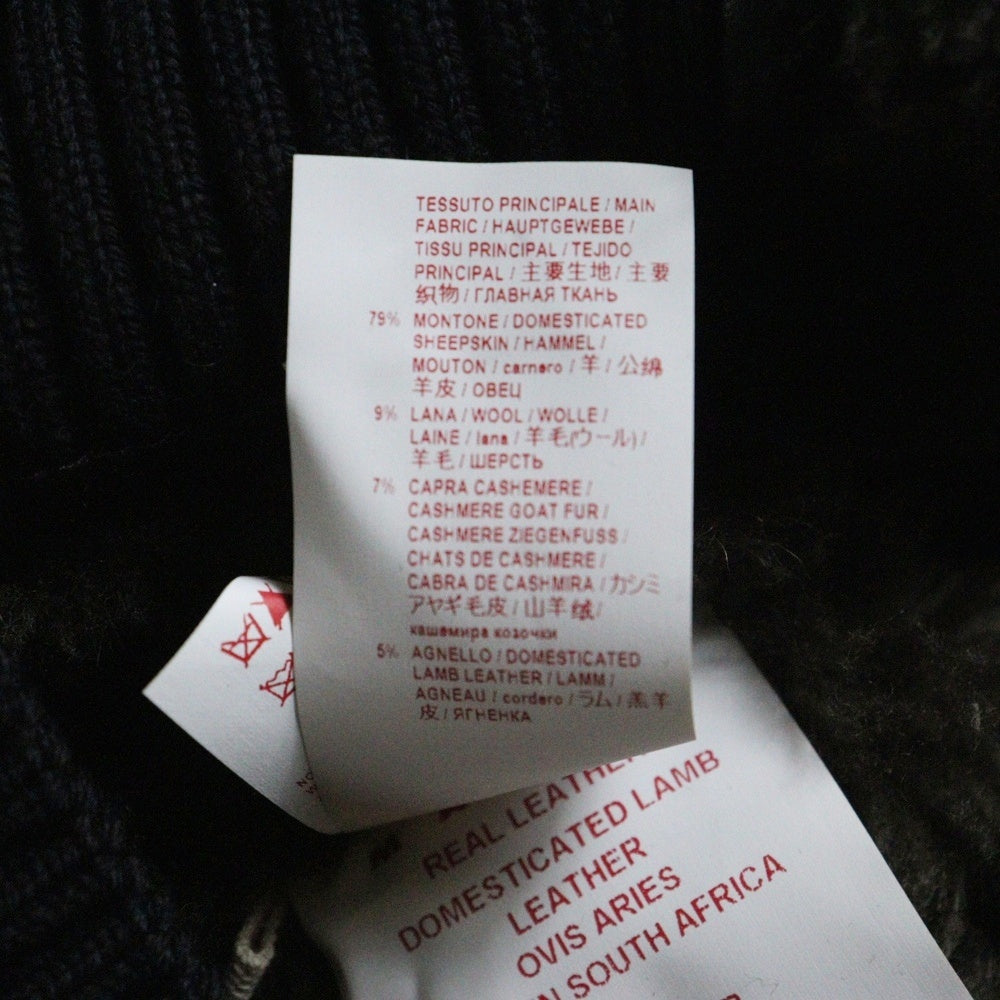 TESSUTO PRINCIPALE / MAIN
FABRIC / HAUPTGEWEBE /
TISSU PRINCIPAL / TEJIDO
PRINCIPAL / 主要生地 / 主要
织物 / ГЛАВНАЯ ТКАНЬ
79% MONTONE / DOMESTICATED
SHEEPSKIN / HAMMEL /
MOUTON / carnero / 羊 / 公綿
羊皮 / ОВЕЦ
9% LANA / WOOL / WOLLE /
LAINE / lana / 羊毛(ウール) /
羊毛 / ШЕРСТЬ
7% CAPRA CASHEMERE /
CASHMERE GOAT FUR /
CASHMERE ZIEGENFUSS /
CHATS DE CASHMERE /
CABRA DE CASHMIRA / カシミ
アヤギ毛皮 / 山羊绒 /
кашемира козочки
5% AGNELLO / DOMESTICATED
LAMB LEATHER / LAMM /
AGNEAU / cordero / ラム / 羔羊
皮 / ЯГНЕНКА
REAL LEATHER
DOMESTICATED LAMB
LEATHER
OVIS ARIES
SOUTH AFRICA